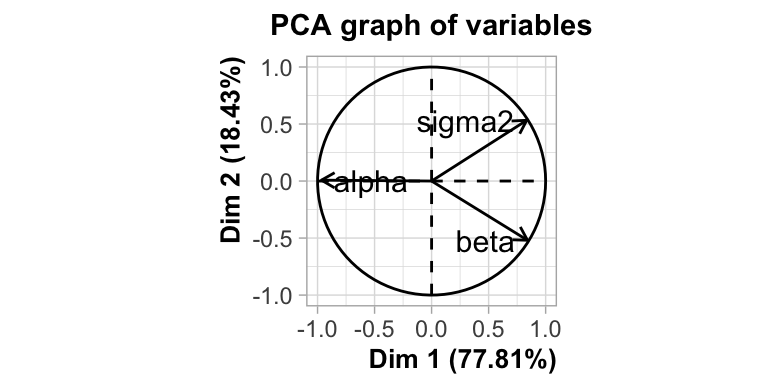 PCA graph of variables
Dim 2 (18.43%)
1.0
0.5
0.0
-0.5
-1.0
sigma2
alpha
beta
-1.0 -0.5 0.0 0.5 1.0
Dim 1 (77.81%)